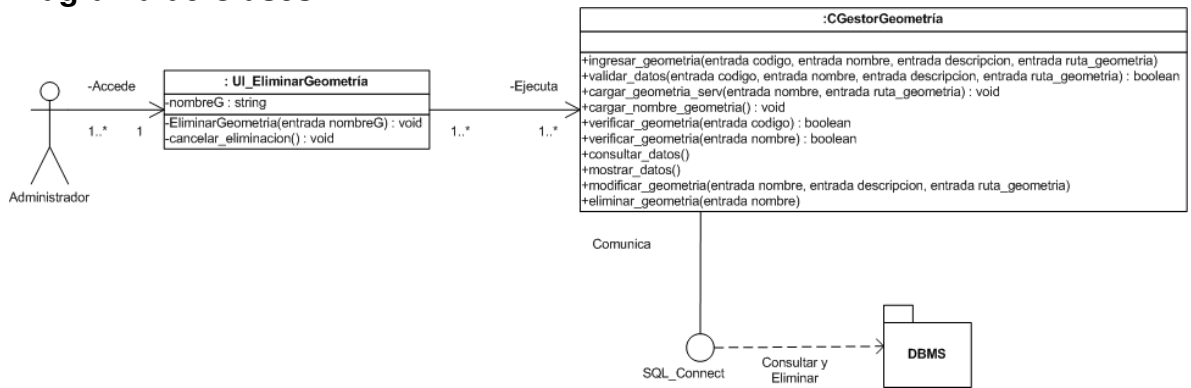 :CGestorGeometría
+ingresar_geometria(entrada codigo, entrada nombre, entrada descripcion, entrada ruta_geometria)
+validar_datos(entrada codigo, entrada nombre, entrada descripcion, entrada ruta_geometria) : boolean
+cargar_geometria_serv(entrada nombre, entrada ruta_geometria) : void
+cargar_nombre_geometria() : void
+verificar_geometria(entrada codigo) : boolean
+verificar_geometria(entrada nombre) : boolean
+consultar_datos()
+mostrar_datos()
+modificar_geometria(entrada nombre, entrada descripcion, entrada ruta_geometria)
+eliminar_geometria(entrada nombre)
-Accede
1..*
1
: UI_EliminarGeometría
-nombreG : string
-EliminarGeometria(entrada nombreG) : void
-cancelar_eliminacion() : void
-Ejecuta
1..*
1..*
Administrador
Comunica
SQL_Connect
Consultar y
Eliminar
DBMS